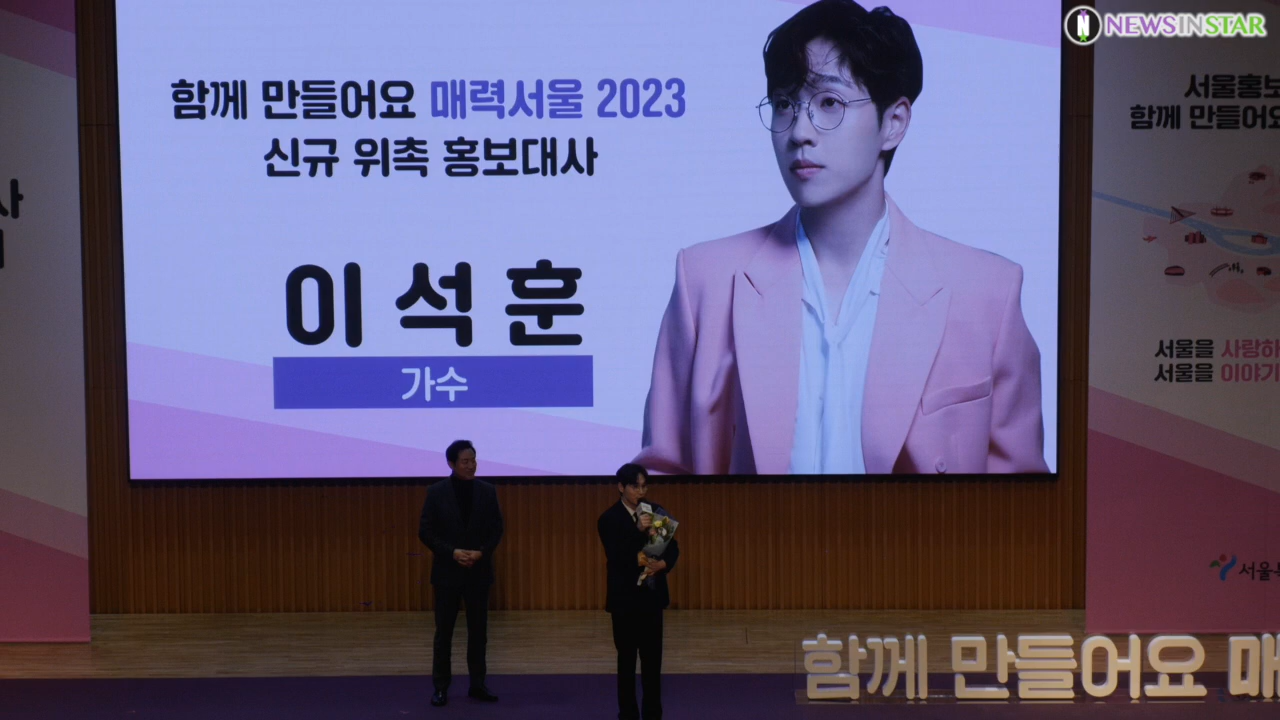 NEWSINSTAR
함께 만들어요 매력서울 2023
신규 위촉 홍보대사
이석훈
가수
서울홍보
함께 만들어요
서울을 사랑하
서울을 이야기
서울
함께 만들어요 매